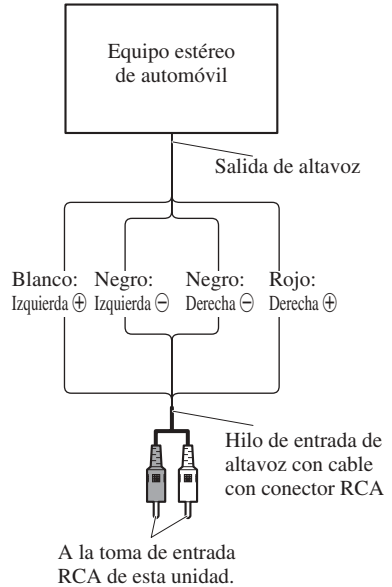 Equipo estéreo
de automóvil
Salida de altavoz
Blanco:
Izquierda ⊕
Negro:
Izquierda ⊖
Negro:
Derecha ⊖
Rojo:
Derecha ⊕
Hilo de entrada de
altavoz con cable
con conector RCA
A la toma de entrada
RCA de esta unidad.